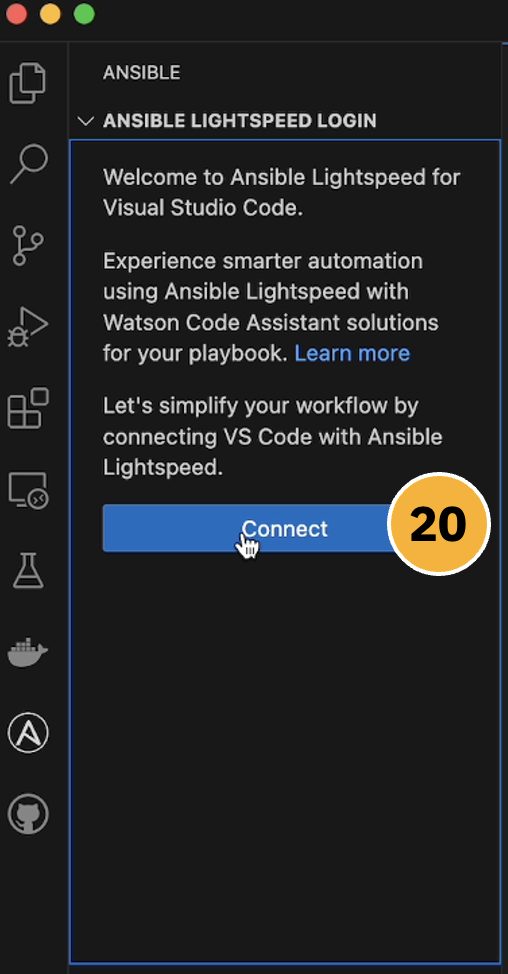 ANSIBLE
ANSIBLE LIGHTSPEED LOGIN
Welcome to Ansible Lightspeed for
Visual Studio Code.
Experience smarter automation
using Ansible Lightspeed with
Watson Code Assistant solutions
for your playbook. Learn more
Let's simplify your workflow by
connecting VS Code with Ansible
Lightspeed.
Connect
20